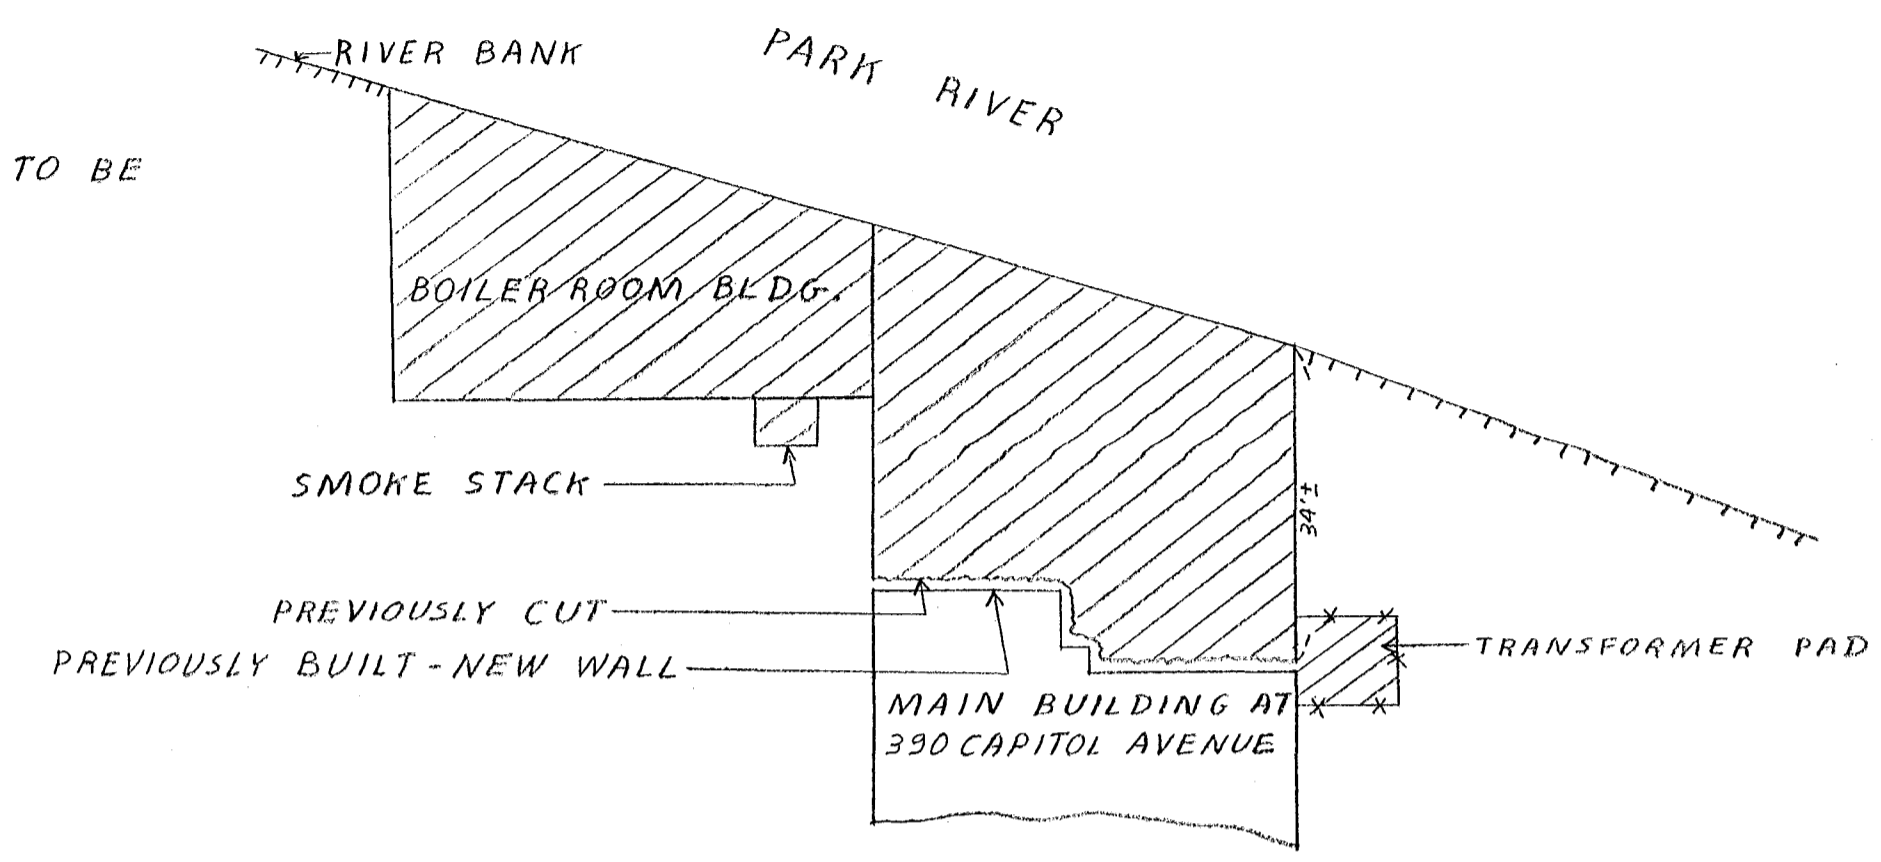 RIVER BANK
PARK RIVER
TO BE
BOILER ROOM BLDG.
SMOKE STACK
34'±
PREVIOUSLY CUT
PREVIOUSLY BUILT - NEW WALL
TRANSFORMER PAD
MAIN BUILDING AT
390 CAPITOL AVENUE